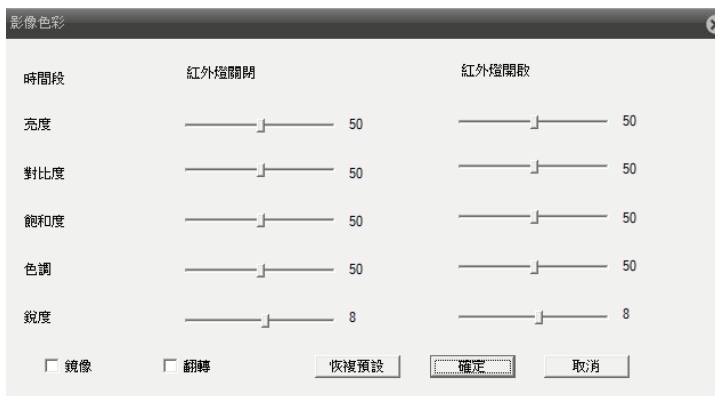 影像色彩
時間段 紅外燈關閉 紅外燈開啟
亮度 50 50
對比度 50 50
飽和度 50 50
色調 50 50
銳度 8 8
鏡像 翻轉 恢複預設 確定 取消